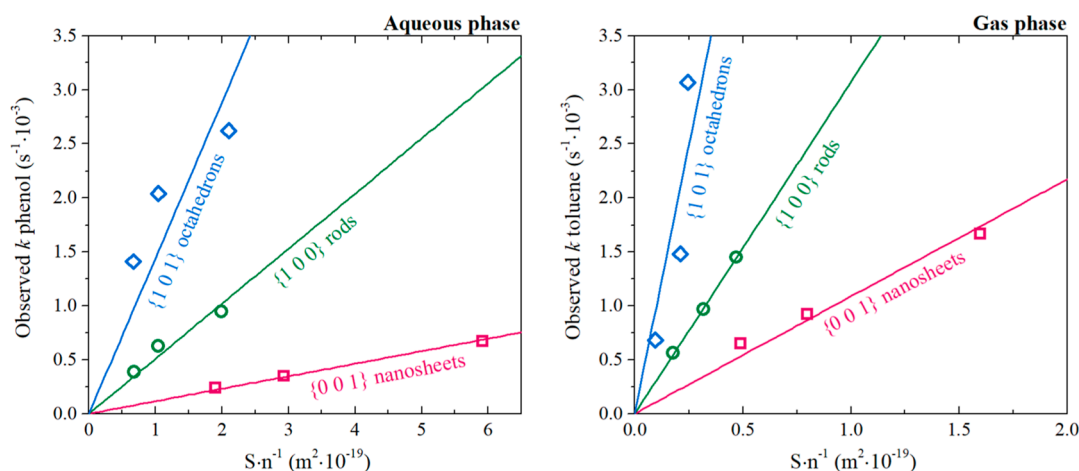 Aqueous phase
Observed k phenol (s⁻¹·10⁻³)
3.5
3.0
2.5
2.0
1.5
1.0
0.5
0.0
{1 0 1} octahedrons
{1 0 0} rods
{0 0 1} nanosheets
0 1 2 3 4 5 6
S·n⁻¹ (m²·10⁻¹⁹)
Gas phase
Observed k toluene (s⁻¹·10⁻³)
3.5
3.0
2.5
2.0
1.5
1.0
0.5
0.0
{1 0 1} octahedrons
{1 0 0} rods
{0 0 1} nanosheets
0.0 0.5 1.0 1.5 2.0
S·n⁻¹ (m²·10⁻¹⁹)